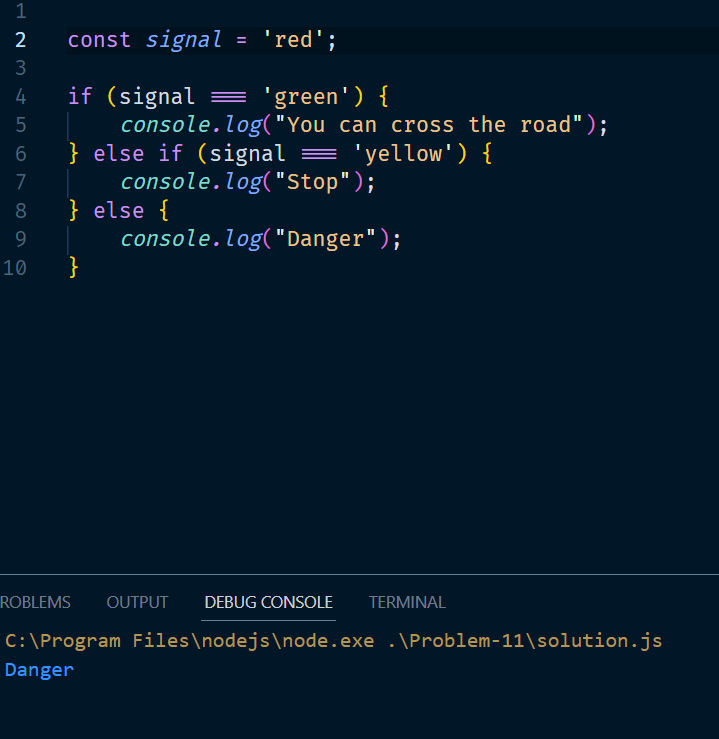 1
2 const signal = 'red';
3
4 if (signal === 'green') {
5 console.log("You can cross the road");
6 } else if (signal === 'yellow') {
7 console.log("Stop");
8 } else {
9 console.log("Danger");
10 }
ROBLEMS OUTPUT DEBUG CONSOLE TERMINAL
C:\Program Files\nodejs\node.exe .\Problem-11\solution.js
Danger